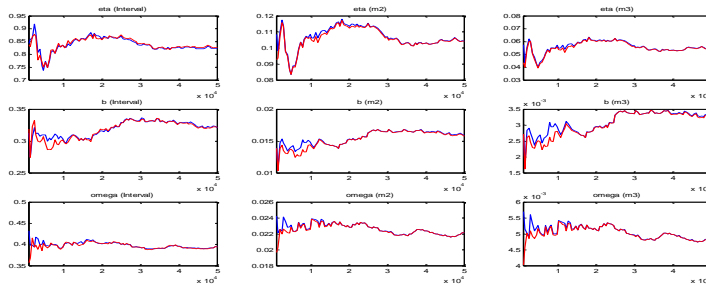 eta (Interval) eta (m2) eta (m3)
0.95 0.12 0.08
0.9 0.07
0.85 0.11 0.06
0.8 0.1 0.05
0.75 0.09 0.04
0.7 0.08 0.03
1 2 3 4 5 1 2 3 4 5 1 2 3 4
x 10⁴ x 10⁴ x 10
b (Interval) b (m2) b (m3)
x 10⁻³
0.35 0.02 3.5
3
0.3 0.015 2.5
2
0.25 0.01 1.5
1 2 3 4 5 1 2 3 4 5 1 2 3 4
x 10⁴ x 10⁴ x 10
omega (Interval) omega (m2) omega (m3)
x 10⁻³
0.5 0.026 6
0.45 0.024 5.5
0.4 0.022 5
0.02 4.5
0.35 0.018 4
1 2 3 4 5 1 2 3 4 5 1 2 3 4
x 10⁴ x 10⁴ x 10